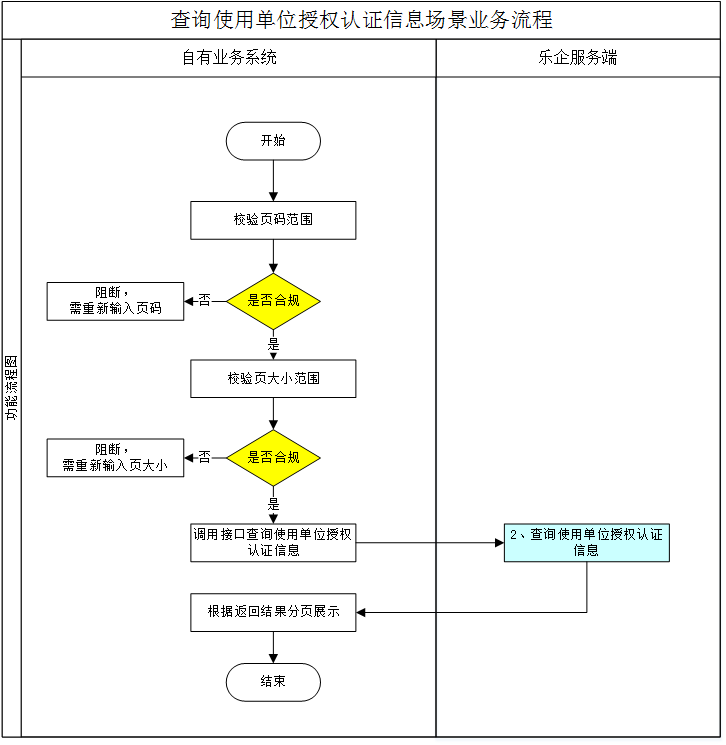 查询使用单位授权认证信息场景业务流程
自有业务系统
乐企服务端
功能流程图
开始
校验页码范围
是否合规
否
阻断，
需重新输入页码
是
校验页大小范围
是否合规
否
阻断，
需重新输入页大小
是
调用接口查询使用单位授权
认证信息
2、查询使用单位授权认证
信息
根据返回结果分页展示
结束